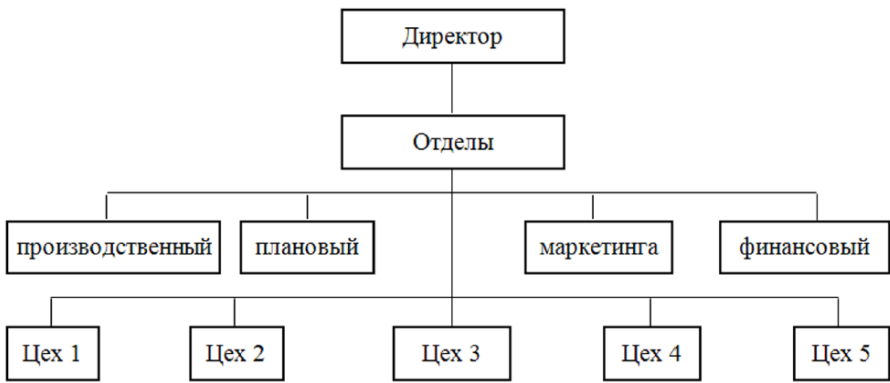 Директор
Отделы
производственный
плановый
маркетинга
финансовый
Цех 1
Цех 2
Цех 3
Цех 4
Цех 5